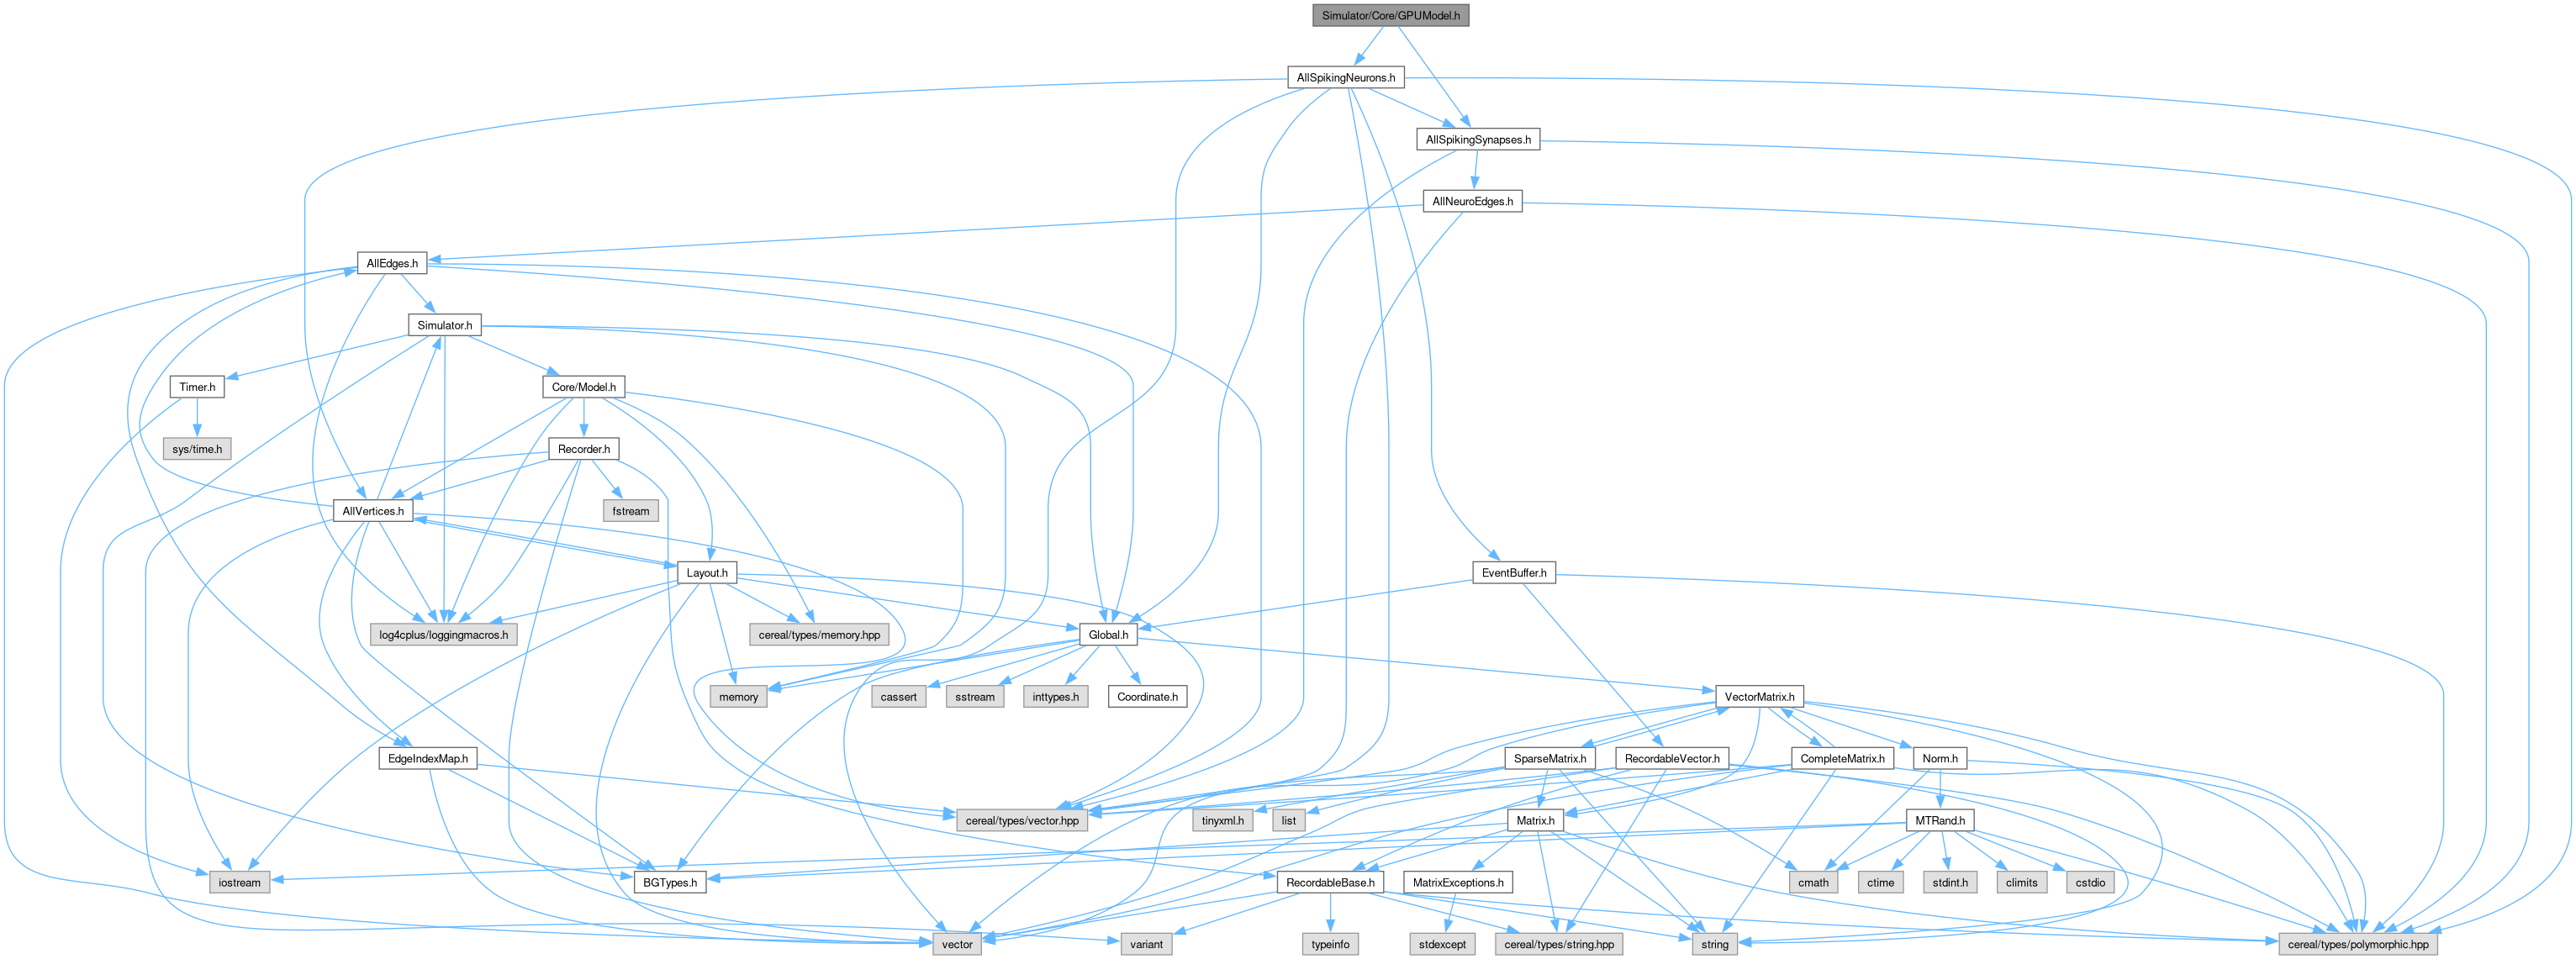 Simulator/Core/GPUModel.h
AllSpikingNeurons.h
AllSpikingSynapses.h
AllNeuroEdges.h
AllEdges.h
Simulator.h
Timer.h
Core/Model.h
sys/time.h
Recorder.h
AllVertices.h
fstream
Layout.h
EventBuffer.h
log4cplus/loggingmacros.h
cereal/types/memory.hpp
Global.h
memory
cassert
sstream
inttypes.h
Coordinate.h
VectorMatrix.h
EdgeIndexMap.h
SparseMatrix.h
RecordableVector.h
CompleteMatrix.h
Norm.h
cereal/types/vector.hpp
tinyxml.h
list
Matrix.h
MTRand.h
iostream
BGTypes.h
RecordableBase.h
MatrixExceptions.h
cmath
ctime
stdint.h
climits
cstdio
vector
variant
typeinfo
stdexcept
cereal/types/string.hpp
string
cereal/types/polymorphic.hpp